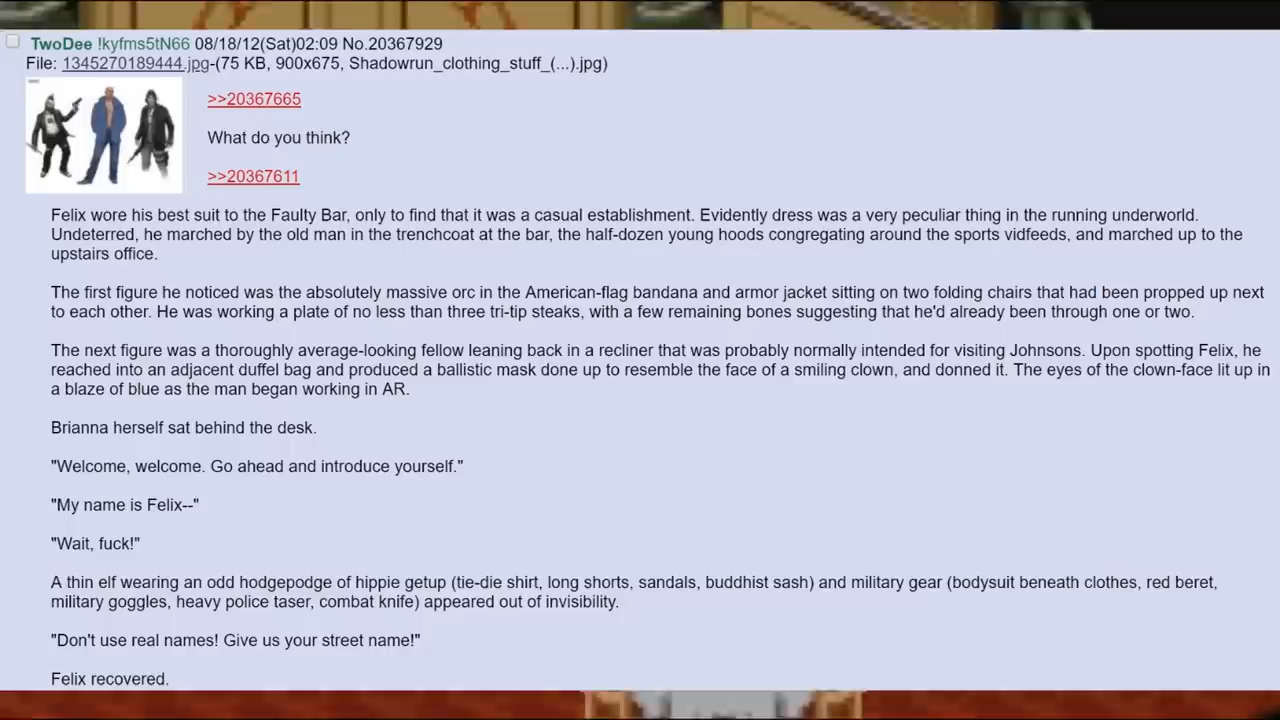 TwoDee !kyfms5tN66 08/18/12(Sat)02:09 No.20367929
File: 1345270189444.jpg-(75 KB, 900x675, Shadowrun_clothing_stuff_(...).jpg)
>>20367665
What do you think?
>>20367611
Felix wore his best suit to the Faulty Bar, only to find that it was a casual establishment. Evidently dress was a very peculiar thing in the running underworld.
Undeterred, he marched by the old man in the trenchcoat at the bar, the half-dozen young hoods congregating around the sports vidfeeds, and marched up to the
upstairs office.
The first figure he noticed was the absolutely massive orc in the American-flag bandana and armor jacket sitting on two folding chairs that had been propped up next
to each other. He was working a plate of no less than three tri-tip steaks, with a few remaining bones suggesting that he'd already been through one or two.
The next figure was a thoroughly average-looking fellow leaning back in a recliner that was probably normally intended for visiting Johnsons. Upon spotting Felix, he
reached into an adjacent duffel bag and produced a ballistic mask done up to resemble the face of a smiling clown, and donned it. The eyes of the clown-face lit up in
a blaze of blue as the man began working in AR.
Brianna herself sat behind the desk.
"Welcome, welcome. Go ahead and introduce yourself."
"My name is Felix--"
"Wait, fuck!"
A thin elf wearing an odd hodgepodge of hippie getup (tie-die shirt, long shorts, sandals, buddhist sash) and military gear (bodysuit beneath clothes, red beret,
military goggles, heavy police taser, combat knife) appeared out of invisibility.
"Don't use real names! Give us your street name!"
Felix recovered.